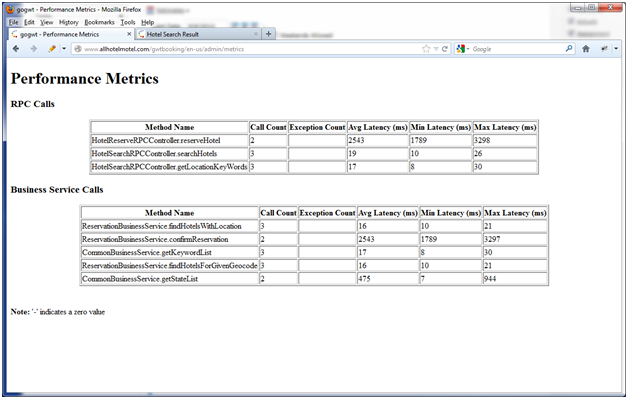 gogwt - Performance Metrics - Mozilla Firefox
File Edit View History Bookmarks Tools Help
gogwt - Performance Metrics Hotel Search Result
www.allhotelmotel.com/gwtbooking/en-us/admin/metrics Google
Performance Metrics
RPC Calls
Method Name Call Count Exception Count Avg Latency (ms) Min Latency (ms) Max Latency (ms)
HotelReserveRPCController.reserveHotel 2 2543 1789 3298
HotelSearchRPCController.searchHotels 3 19 10 26
HotelSearchRPCController.getLocationKeyWords 3 17 8 30
Business Service Calls
Method Name Call Count Exception Count Avg Latency (ms) Min Latency (ms) Max Latency (ms)
ReservationBusinessService.findHotelsWithLocation 3 16 10 21
ReservationBusinessService.confirmReservation 2 2543 1789 3297
CommonBusinessService.getKeywordList 3 17 8 30
ReservationBusinessService.findHotelsForGivenGeocode 3 16 10 21
CommonBusinessService.getStateList 2 475 7 944
Note: '-' indicates a zero value